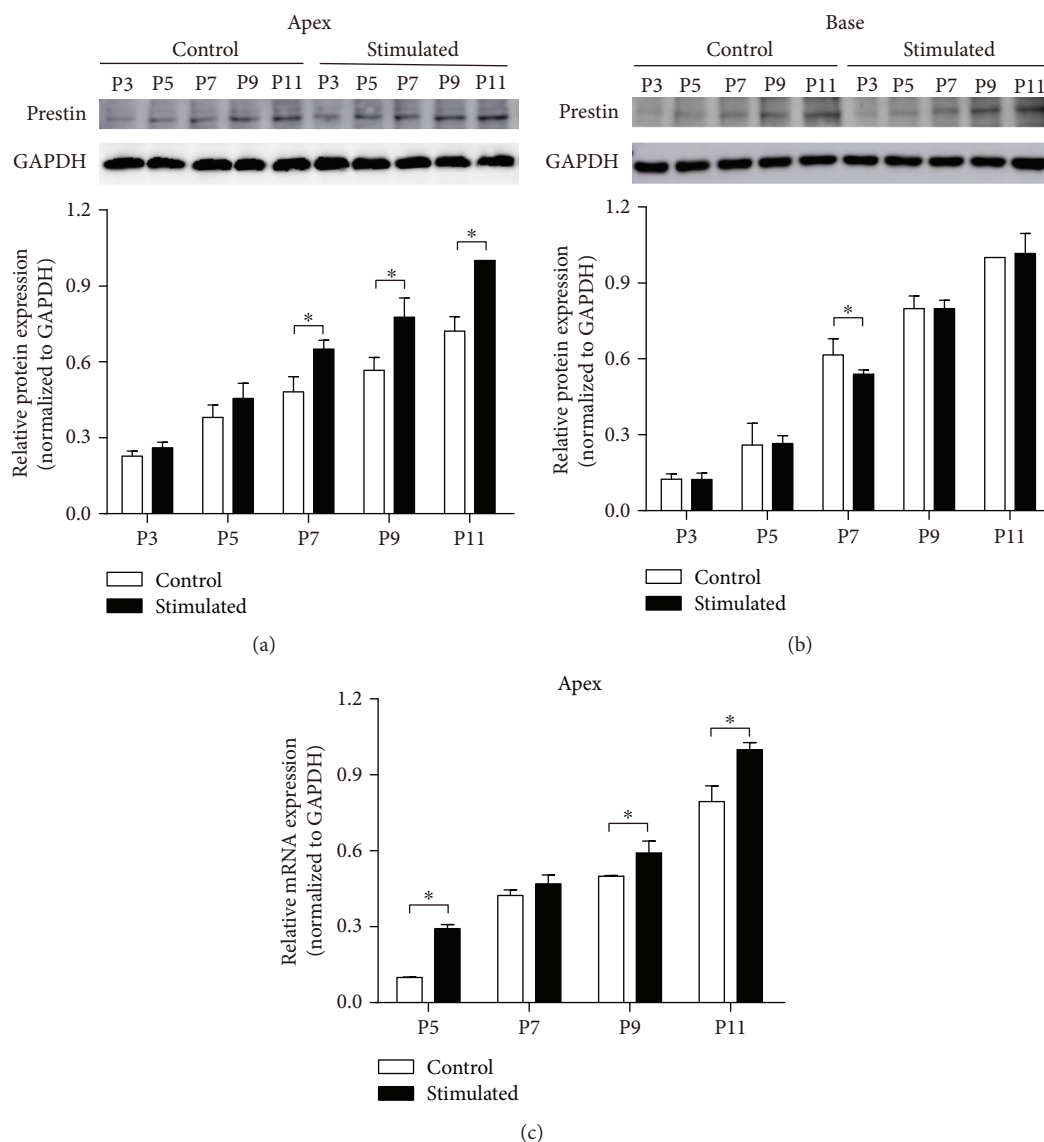 Apex
Control Stimulated
P3 P5 P7 P9 P11 P3 P5 P7 P9 P11
Prestin
GAPDH
Relative protein expression
(normalized to GAPDH)
1.2
0.9
0.6
0.3
0.0
*
*
*
P3 P5 P7 P9 P11
Control
Stimulated
(a)
Base
Control Stimulated
P3 P5 P7 P9 P11 P3 P5 P7 P9 P11
Prestin
GAPDH
Relative protein expression
(normalized to GAPDH)
1.2
0.9
0.6
0.3
0.0
*
P3 P5 P7 P9 P11
Control
Stimulated
(b)
Apex
Relative mRNA expression
(normalized to GAPDH)
1.2
0.9
0.6
0.3
0.0
*
*
*
P5 P7 P9 P11
Control
Stimulated
(c)